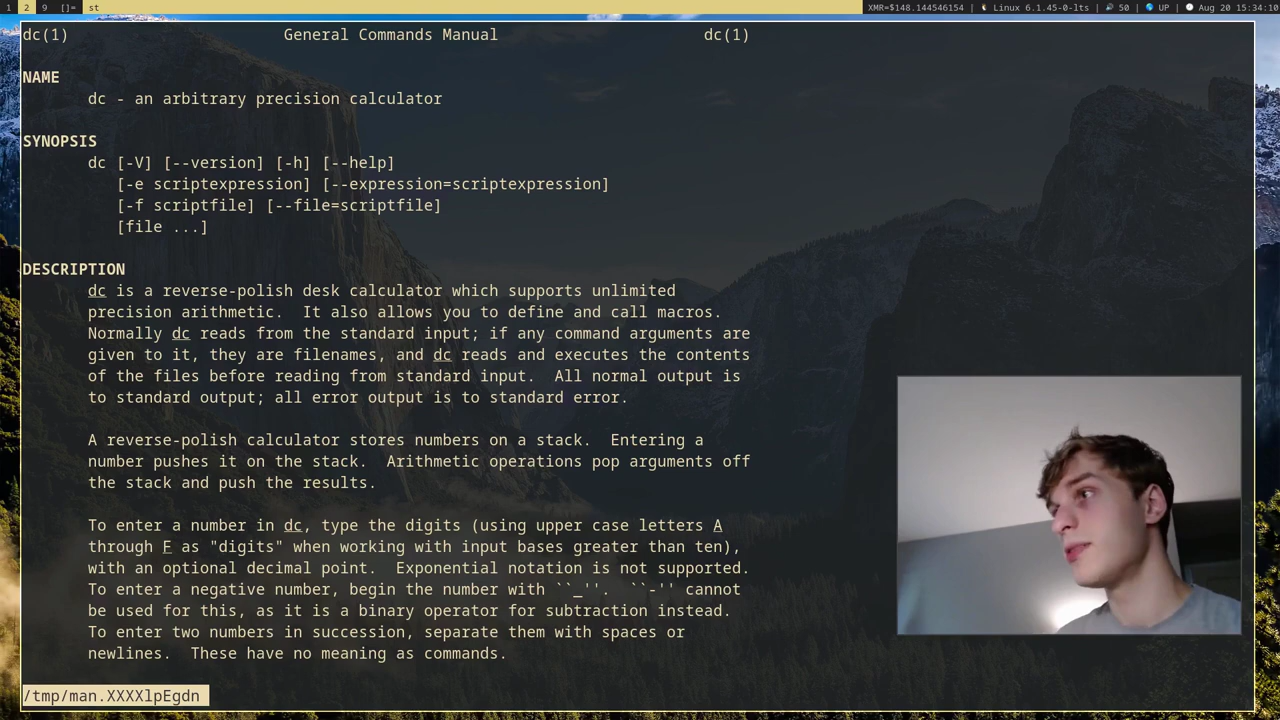 1 2 9 []= st XMR=$148.144546154 | Linux 6.1.45-0-lts | 50 | UP | Aug 20 15:34:10
dc(1) General Commands Manual dc(1)
NAME
dc - an arbitrary precision calculator
SYNOPSIS
dc [-V] [--version] [-h] [--help]
[-e scriptexpression] [--expression=scriptexpression]
[-f scriptfile] [--file=scriptfile]
[file ...]
DESCRIPTION
dc is a reverse-polish desk calculator which supports unlimited
precision arithmetic.  It also allows you to define and call macros.
Normally dc reads from the standard input; if any command arguments are
given to it, they are filenames, and dc reads and executes the contents
of the files before reading from standard input.  All normal output is
to standard output; all error output is to standard error.
A reverse-polish calculator stores numbers on a stack.  Entering a
number pushes it on the stack.  Arithmetic operations pop arguments off
the stack and push the results.
To enter a number in dc, type the digits (using upper case letters A
through F as "digits" when working with input bases greater than ten),
with an optional decimal point.  Exponential notation is not supported.
To enter a negative number, begin the number with ``_''.  ``-'' cannot
be used for this, as it is a binary operator for subtraction instead.
To enter two numbers in succession, separate them with spaces or
newlines.  These have no meaning as commands.
/tmp/man.XXXXlpEgdn